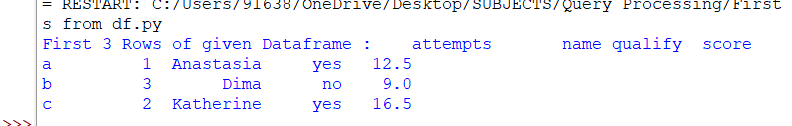 = RESTART: C:/Users/91638/OneDrive/Desktop/SUBJECTS/Query Processing/First
s from df.py
First 3 Rows of given Dataframe :    attempts       name qualify  score
a         1  Anastasia     yes   12.5
b         3       Dima      no    9.0
c         2  Katherine     yes   16.5
>>>